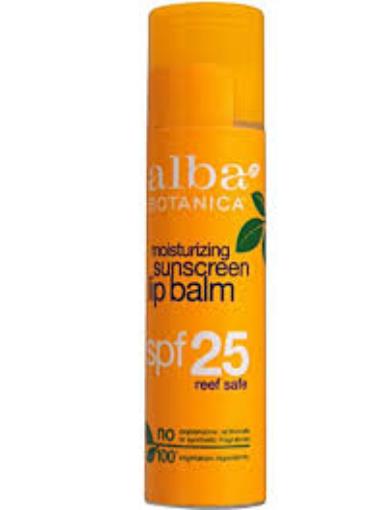 alba
BOTANICA
moisturizing
sunscreen
lip balm
spf 25
reef safe
no
100%